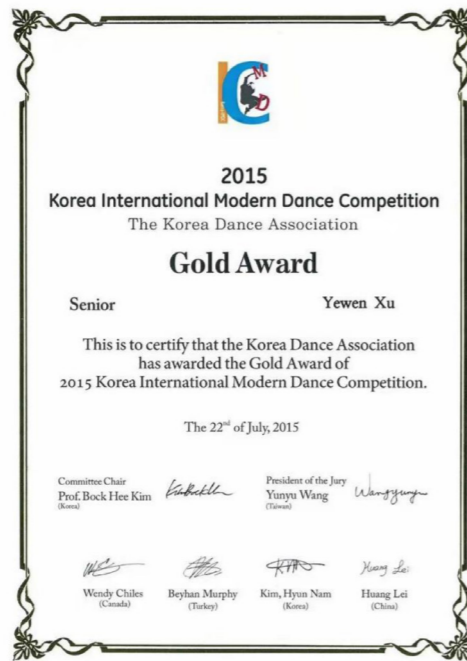 M
D
2015
Korea International Modern Dance Competition
The Korea Dance Association
Gold Award
Senior Yewen Xu
This is to certify that the Korea Dance Association
has awarded the Gold Award of
2015 Korea International Modern Dance Competition.
The 22nd of July, 2015
Committee Chair
Prof. Bock Hee Kim
(Korea)
President of the Jury
Yunyu Wang
(Taiwan)
Huang Lei
Wendy Chiles
(Canada)
Beyhan Murphy
(Turkey)
Kim, Hyun Nam
(Korea)
Huang Lei
(China)